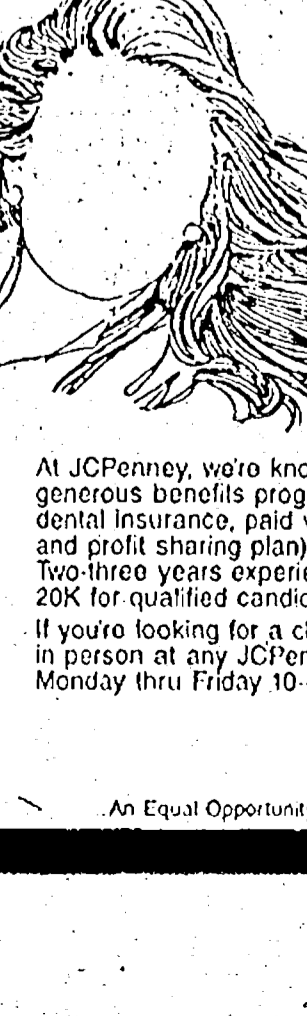 At JCPenney, we're kno
generous benefits prog
dental insurance, paid v
and profit sharing plan)
Two-three years experie
20K for qualified candic
If you're looking for a c
in person at any JCPen
Monday thru Friday 10-
An Equal Opportunit